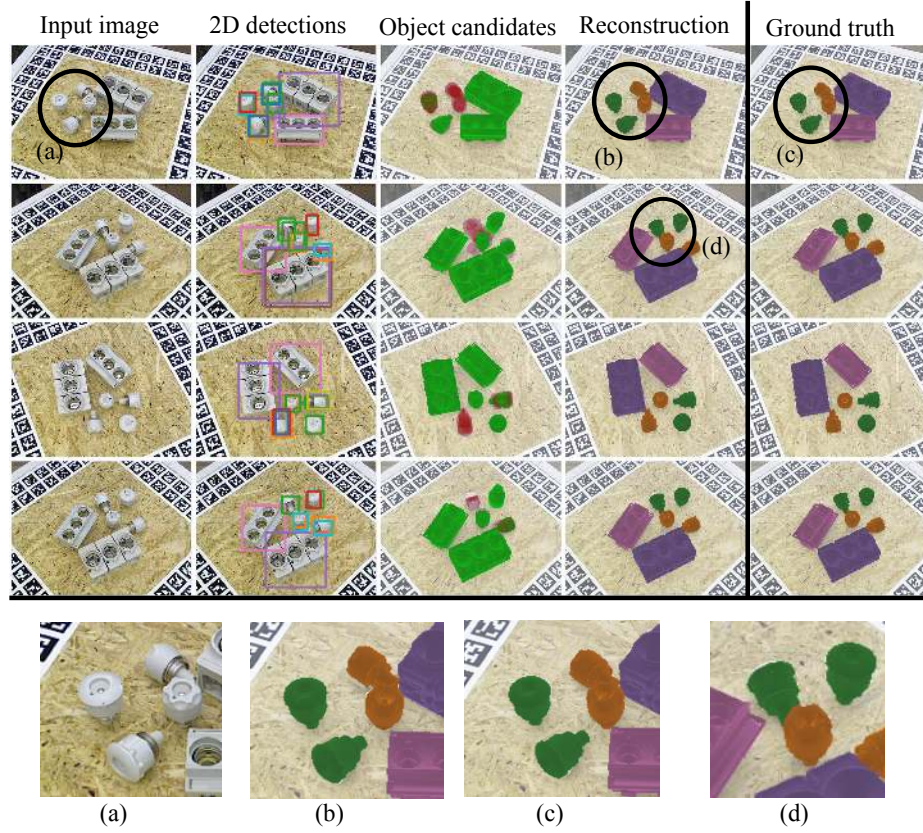 Input image
2D detections
Object candidates
Reconstruction
Ground truth
(a)
(b)
(c)
(d)
(a)
(b)
(c)
(d)